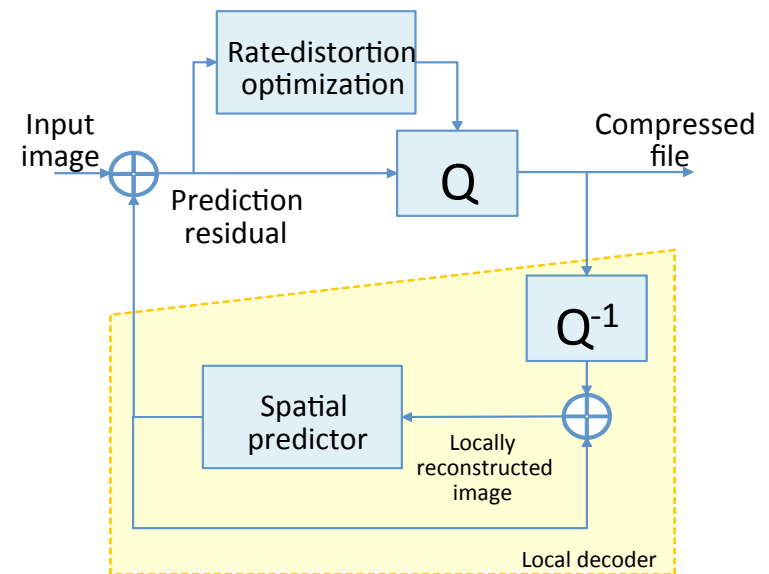 Rate-distortion
optimization
Input
image
Compressed
file
Q
Prediction
residual
Q-1
Spatial
predictor
Locally
reconstructed
image
Local decoder